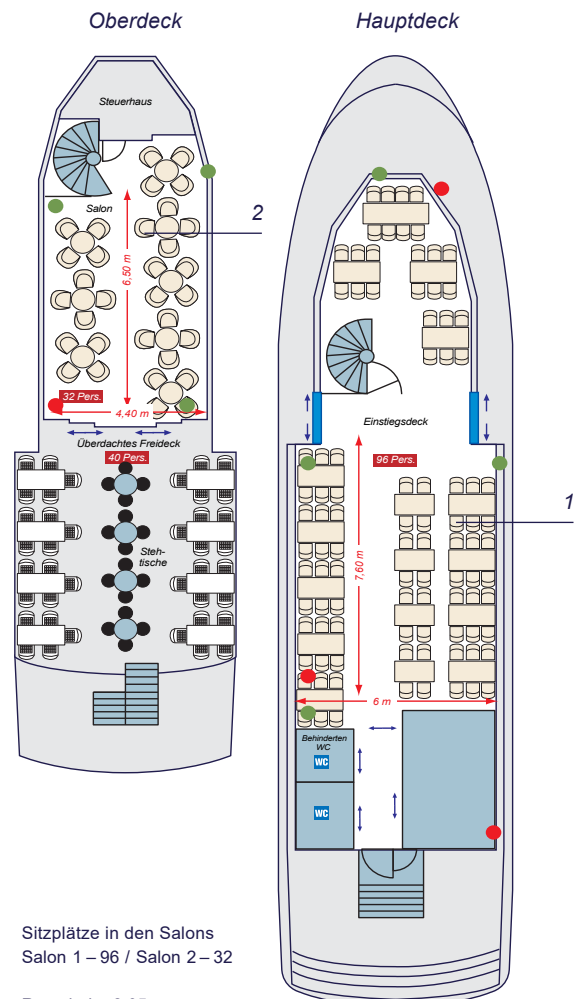 Oberdeck
Hauptdeck
Steuerhaus
Salon
2
6,50 m
32 Pers.
4,40 m
Überdachtes Freideck
40 Pers.
Steh-
tische
Einstiegsdeck
96 Pers.
1
7,60 m
6 m
Behinderten
WC
WC
WC
Sitzplätze in den Salons
Salon 1 – 96 / Salon 2 – 32